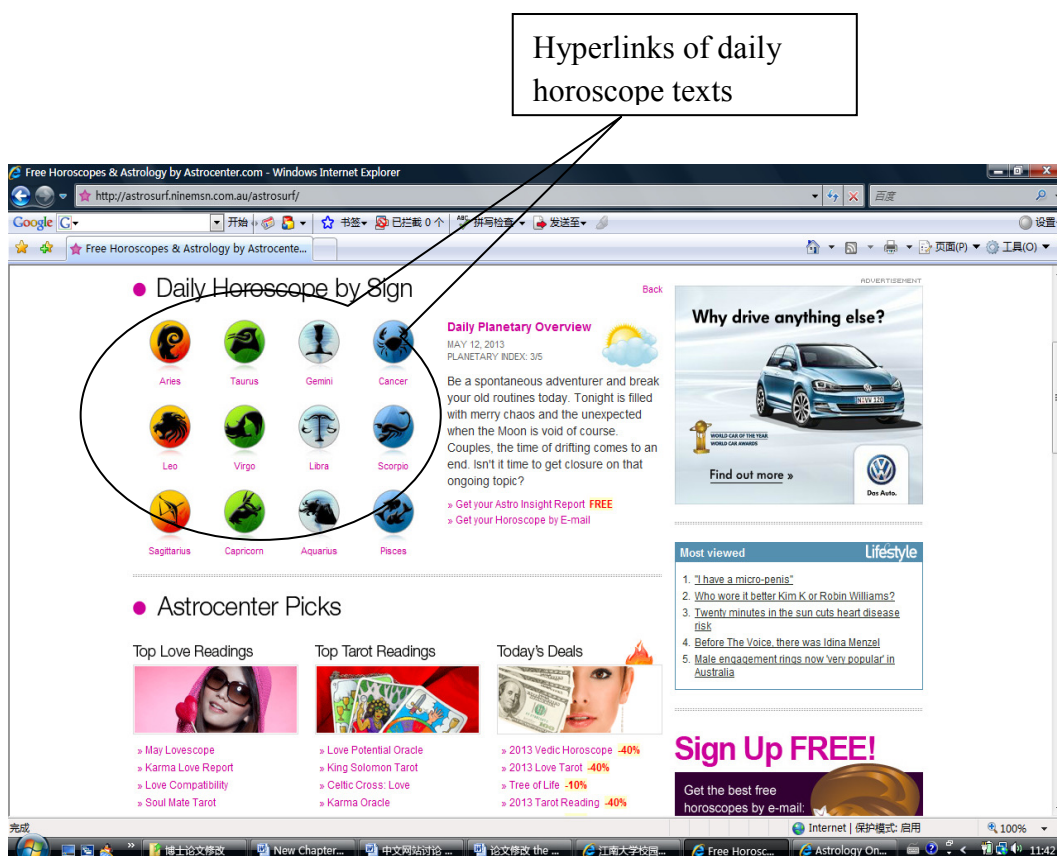 Hyperlinks of daily
horoscope texts
Free Horoscopes & Astrology by Astrocenter.com - Windows Internet Explorer
http://astrosurf.ninemsn.com.au/astrosurf/
百度
Google
开始
书签
已拦截 0 个
拼写检查
发送至
设置
Free Horoscopes & Astrology by Astrocente...
页面(P)
工具(O)
Daily Horoscope by Sign
Back
Aries Taurus Gemini Cancer
Leo Virgo Libra Scorpio
Sagittarius Capricorn Aquarius Pisces
Daily Planetary Overview
MAY 12, 2013
PLANETARY INDEX: 3/5
Be a spontaneous adventurer and break
your old routines today. Tonight is filled
with merry chaos and the unexpected
when the Moon is void of course.
Couples, the time of drifting comes to an
end. Isn't it time to get closure on that
ongoing topic?
» Get your Astro Insight Report FREE
» Get your Horoscope by E-mail
ADVERTISEMENT
Why drive anything else?
WORLD CAR OF THE YEAR
WORLD CAR AWARDS
Find out more »
Das Auto.
Most viewed Lifestyle
1. "I have a micro-penis"
2. Who wore it better Kim K or Robin Williams?
3. Twenty minutes in the sun cuts heart disease
risk
4. Before The Voice, there was Idina Menzel
5. Male engagement rings now 'very popular' in
Australia
Astrocenter Picks
Top Love Readings
» May Lovescope
» Karma Love Report
» Love Compatibility
» Soul Mate Tarot
Top Tarot Readings
» Love Potential Oracle
» King Solomon Tarot
» Celtic Cross: Love
» Karma Oracle
Today's Deals
» 2013 Vedic Horoscope -40%
» 2013 Love Tarot -40%
» Tree of Life -10%
» 2013 Tarot Reading -40%
Sign Up FREE!
Get the best free
horoscopes by e-mail:
完成
Internet | 保护模式: 启用
100%
博士论文修改
New Chapter...
中文网站讨论 ...
论文修改 the ...
江南大学校园...
Free Horosc...
Astrology On...
11:42